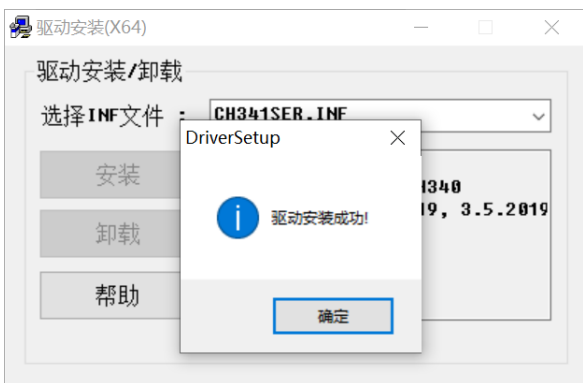 驱动安装(X64)
驱动安装/卸载
选择INF文件 :
CH341SER.INF
DriverSetup
安装
H340
驱动安装成功!
19, 3.5.2019
卸载
帮助
确定